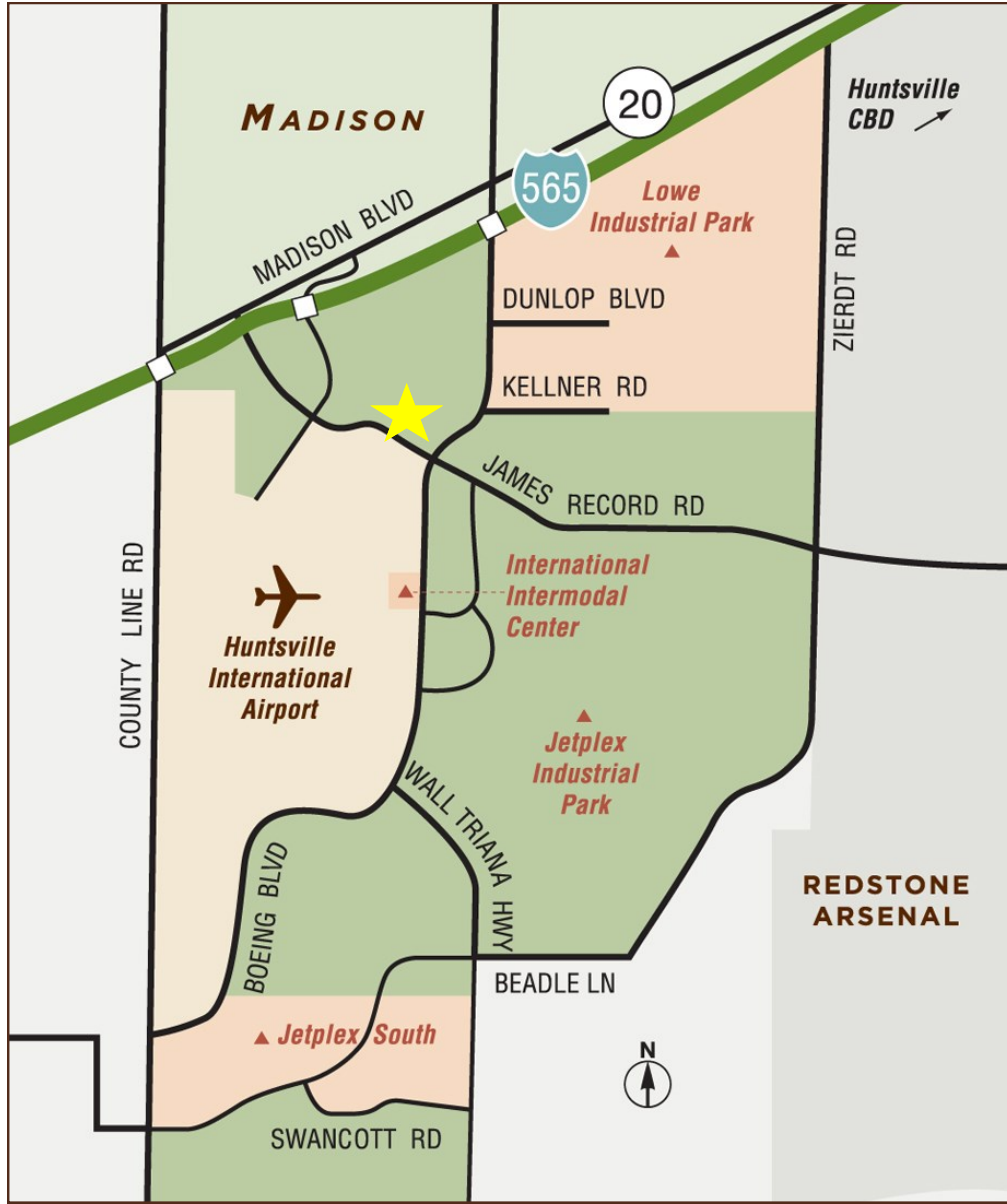 MADISON
20
Huntsville
CBD
565
MADISON BLVD
Lowe
Industrial Park
DUNLOP BLVD
ZIERDT RD
KELLNER RD
JAMES RECORD RD
COUNTY LINE RD
International
Intermodal
Center
Huntsville
International
Airport
Jetplex
Industrial
Park
WALL TRIANA HWY
BOEING BLVD
REDSTONE
ARSENAL
BEADLE LN
Jetplex South
N
SWANCOTT RD